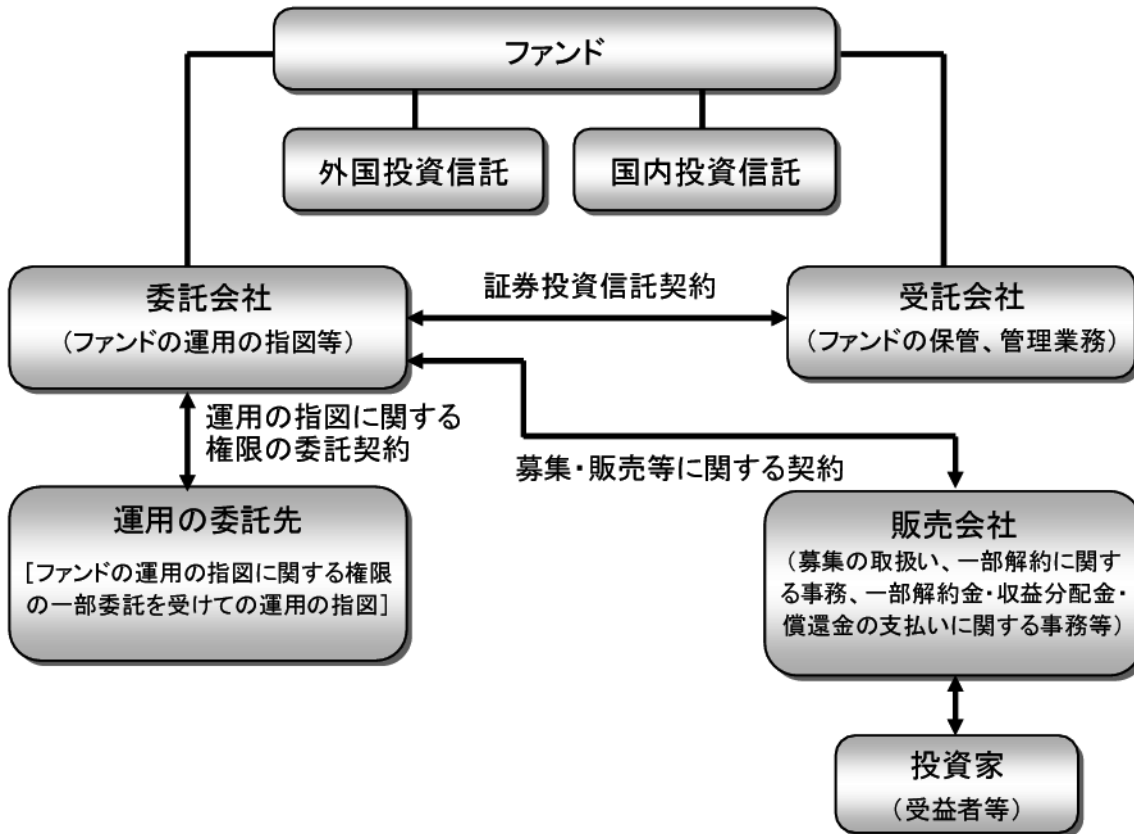 ファンド
外国投資信託
国内投資信託
委託会社
（ファンドの運用の指図等）
証券投資信託契約
受託会社
（ファンドの保管、管理業務）
運用の指図に関する
権限の委託契約
募集・販売等に関する契約
運用の委託先
［ファンドの運用の指図に関する権限
の一部委託を受けての運用の指図］
販売会社
（募集の取扱い、一部解約に関す
る事務、一部解約金・収益分配金・
償還金の支払いに関する事務等）
投資家
（受益者等）